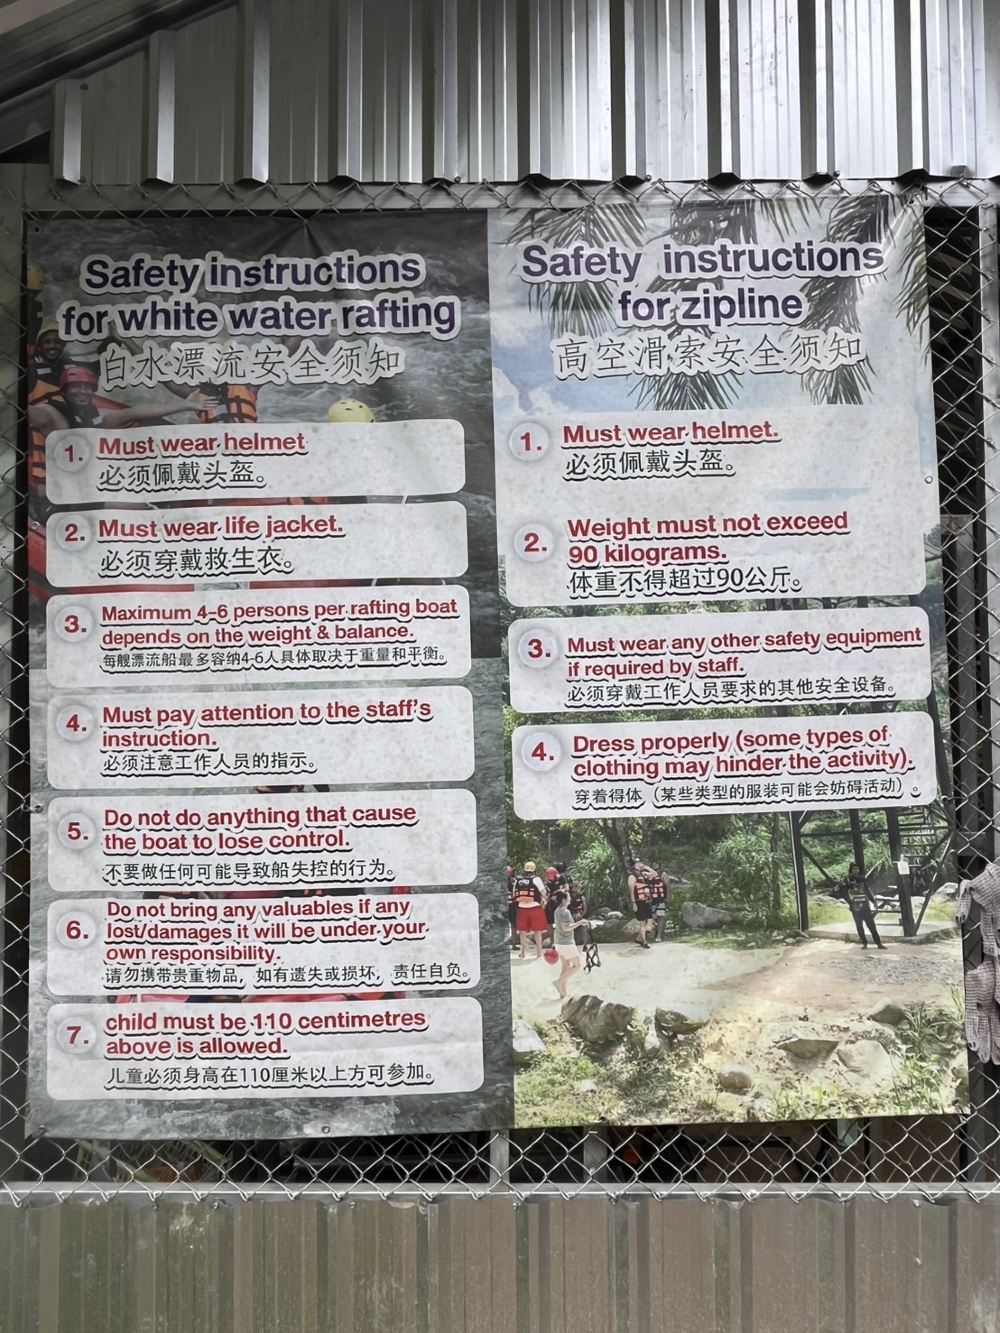 Safety instructions
for white water rafting
白水漂流安全须知
1. Must wear helmet
必须佩戴头盔。
2. Must wear life jacket.
必须穿戴救生衣。
3. Maximum 4-6 persons per rafting boat
depends on the weight & balance.
每艘漂流船最多容纳4-6人具体取决于重量和平衡。
4. Must pay attention to the staff's
instruction.
必须注意工作人员的指示。
5. Do not do anything that cause
the boat to lose control.
不要做任何可能导致船失控的行为。
6. Do not bring any valuables if any
lost/damages it will be under your
own responsibility.
请勿携带贵重物品，如有遗失或损坏，责任自负。
7. child must be 110 centimetres
above is allowed.
儿童必须身高在110厘米以上方可参加。
Safety instructions
for zipline
高空滑索安全须知
1. Must wear helmet.
必须佩戴头盔。
2. Weight must not exceed
90 kilograms.
体重不得超过90公斤。
3. Must wear any other safety equipment
if required by staff.
必须穿戴工作人员要求的其他安全设备。
4. Dress properly (some types of
clothing may hinder the activity).
穿着得体（某些类型的服装可能会妨碍活动）。